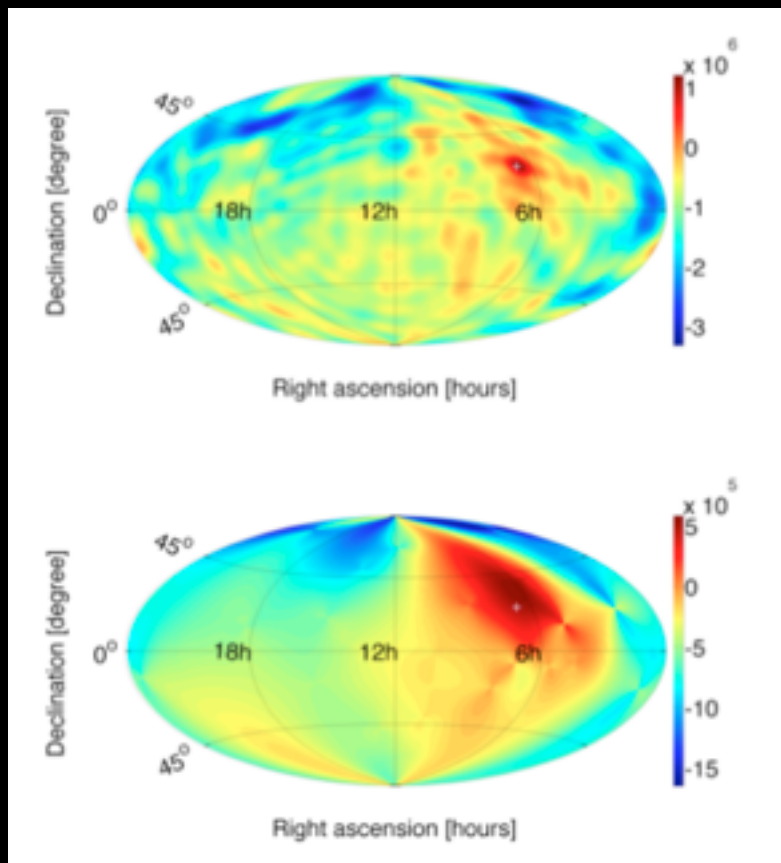 6
x 10
1
45°
0
Declination [degree]
0°
18h
12h
6h
-1
-2
45°
-3
Right ascension [hours]
5
x 10
5
45°
0
Declination [degree]
0°
18h
12h
6h
-5
-10
45°
-15
Right ascension [hours]